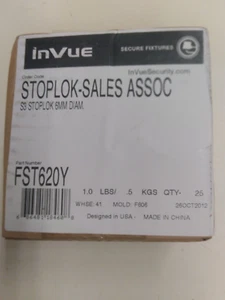 InVue
SECURE FIXTURES
Order Code
InVueSecurity.com
STOPLOK-SALES ASSOC
SS STOPLOK 6MM DIAM.
Part Number
FST620Y
1.0 LBS/ .5 KGS QTY- 25
WHSE 41 MOLD: F606 26OCT2012
Designed in USA - MADE IN CHINA